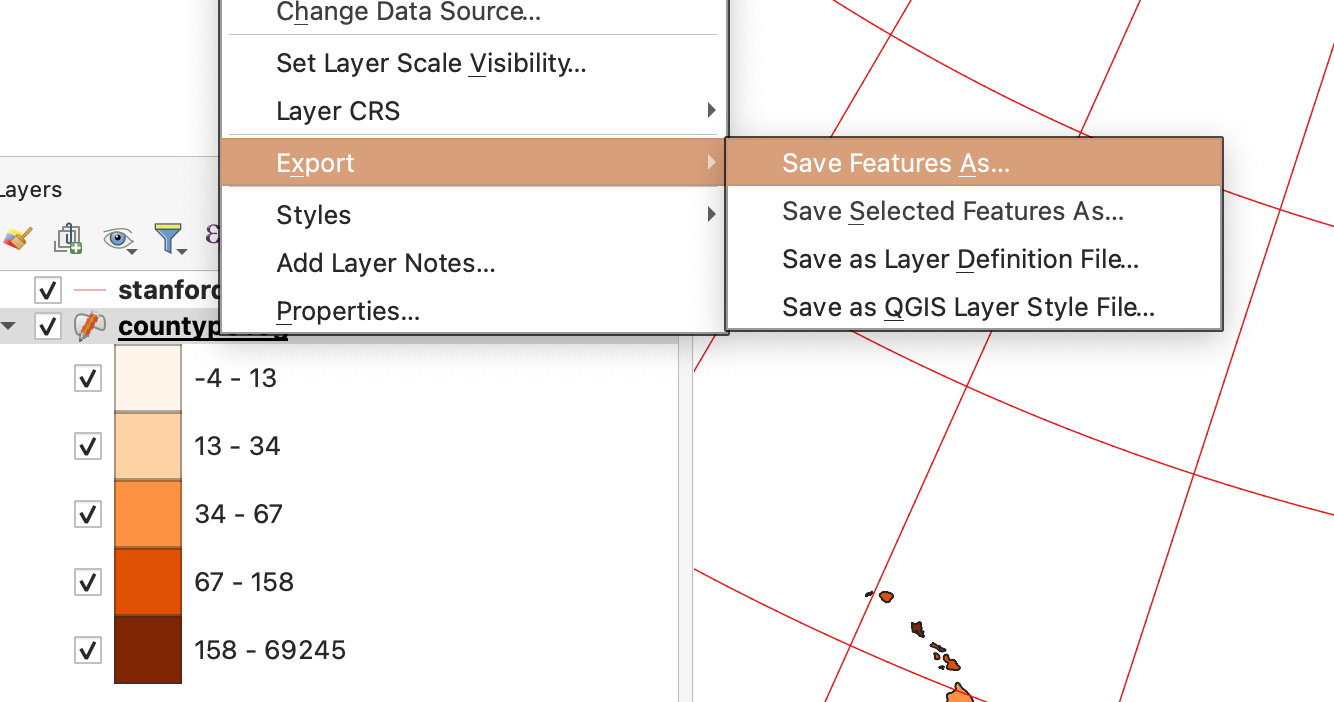 Change Data Source...
Set Layer Scale Visibility...
Layer CRS
Export
Save Features As...
Save Selected Features As...
Save as Layer Definition File...
Save as QGIS Layer Style File...
Styles
Add Layer Notes...
Properties...
Layers
ε
-4 - 13
13 - 34
34 - 67
67 - 158
158 - 69245